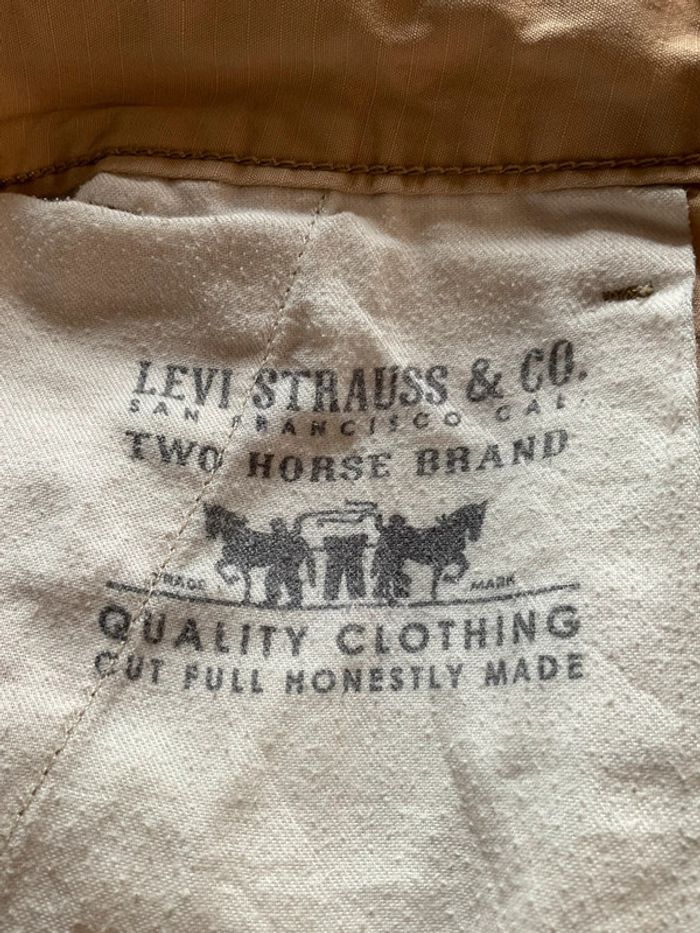 LEVI STRAUSS & CO.
SAN FRANCISCO CAL.
TWO HORSE BRAND
TRADE MARK
QUALITY CLOTHING
CUT FULL HONESTLY MADE